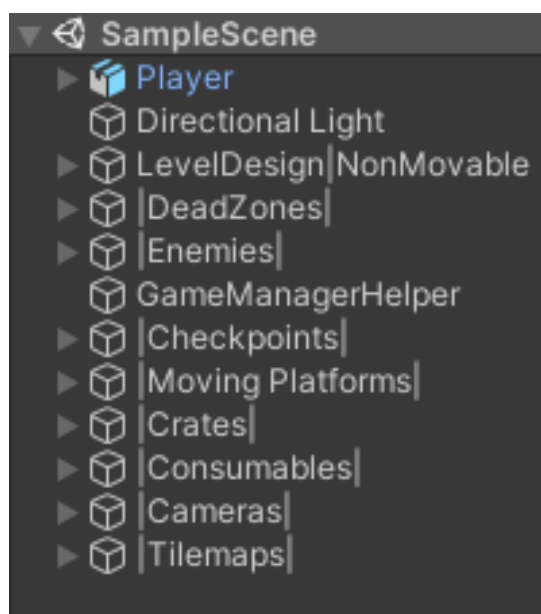 SampleScene
Player
Directional Light
LevelDesign|NonMovable
|DeadZones|
|Enemies|
GameManagerHelper
|Checkpoints|
|Moving Platforms|
|Crates|
|Consumables|
|Cameras|
|Tilemaps|